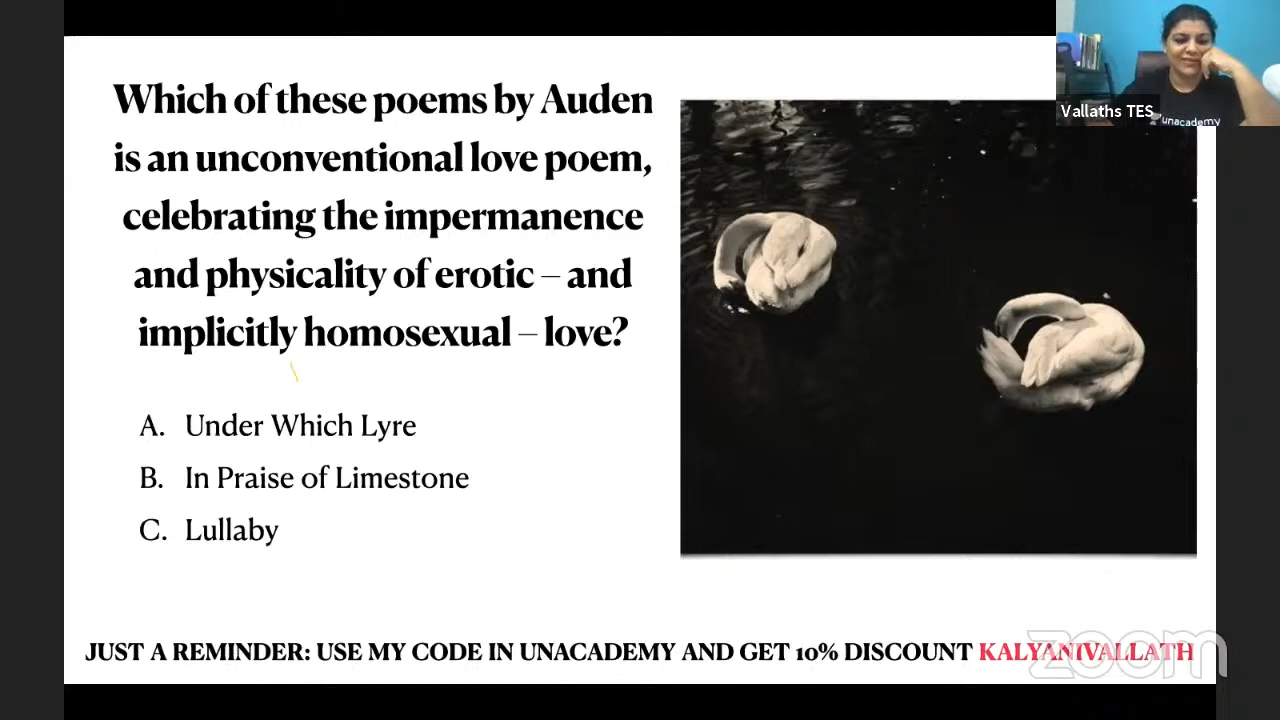 Which of these poems by Auden
is an unconventional love poem,
celebrating the impermanence
and physicality of erotic – and
implicitly homosexual – love?
A. Under Which Lyre
B. In Praise of Limestone
C. Lullaby
Vallaths TES
unacademy
JUST A REMINDER: USE MY CODE IN UNACADEMY AND GET 10% DISCOUNT KALYANIVALLATH
zoom